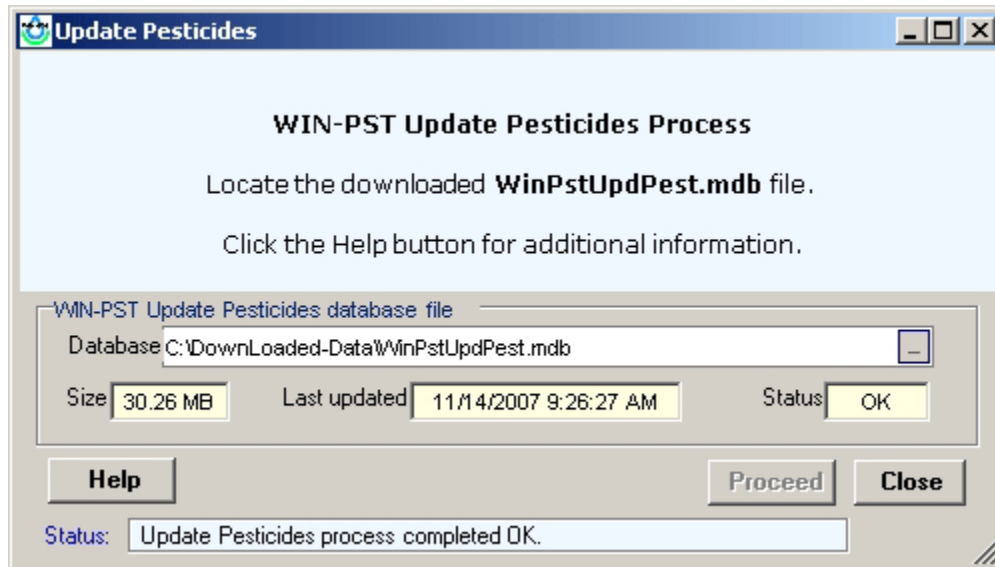 Update Pesticides
WIN-PST Update Pesticides Process
Locate the downloaded WinPstUpdPest.mdb file.
Click the Help button for additional information.
WIN-PST Update Pesticides database file
Database C:\DownLoaded-Data\WinPstUpdPest.mdb ...
Size 30.26 MB Last updated 11/14/2007 9:26:27 AM Status OK
Help Proceed Close
Status: Update Pesticides process completed OK.